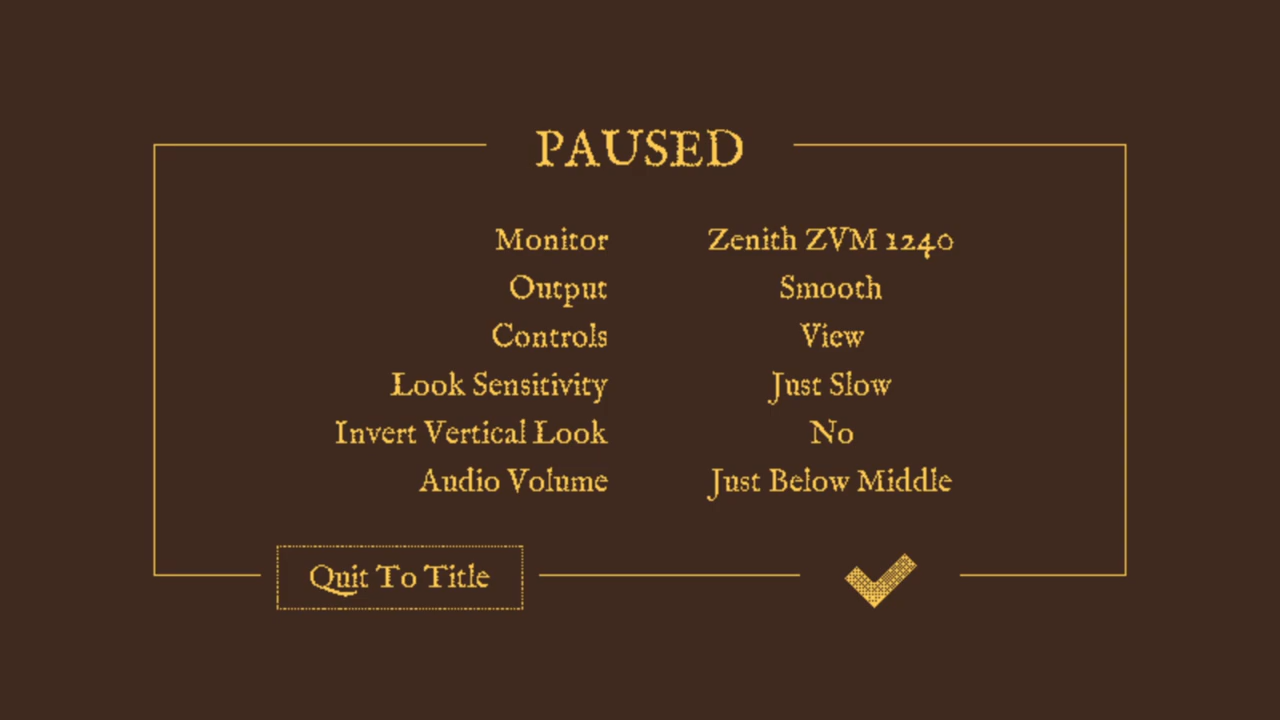 PAUSED
Monitor Zenith ZVM 1240
Output Smooth
Controls View
Look Sensitivity Just Slow
Invert Vertical Look No
Audio Volume Just Below Middle
Quit To Title